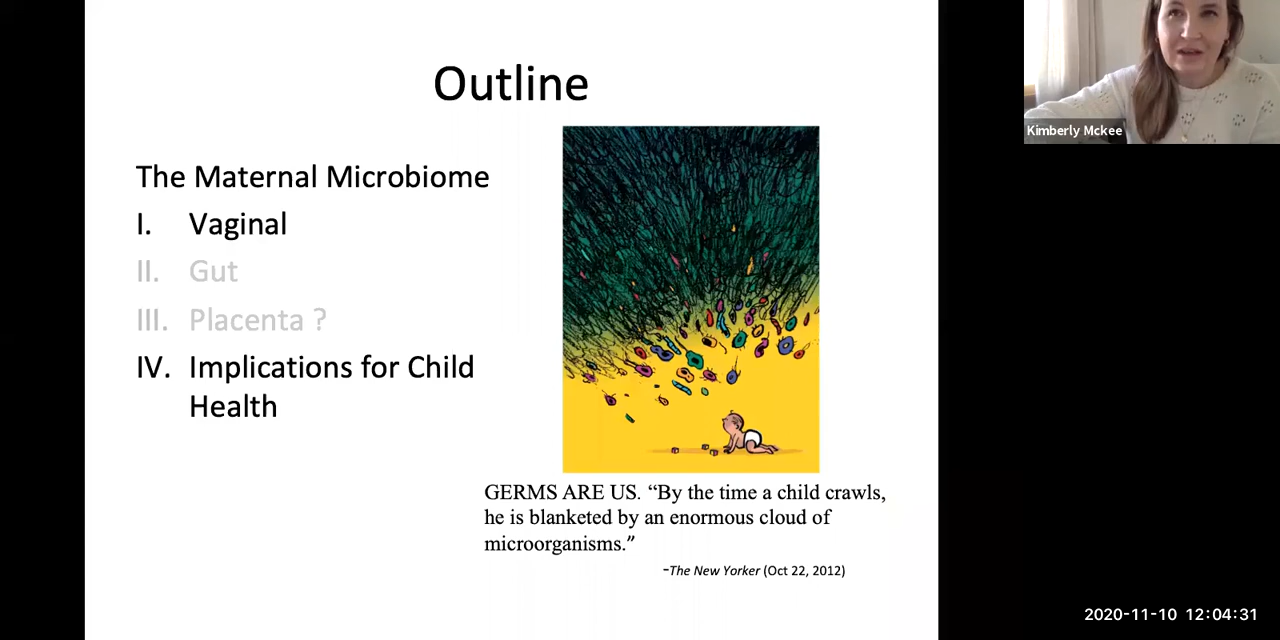 Outline
The Maternal Microbiome
I. Vaginal
II. Gut
III. Placenta ?
IV. Implications for Child
Health
GERMS ARE US. “By the time a child crawls,
he is blanketed by an enormous cloud of
microorganisms.”
-The New Yorker (Oct 22, 2012)
Kimberly Mckee
2020-11-10 12:04:31